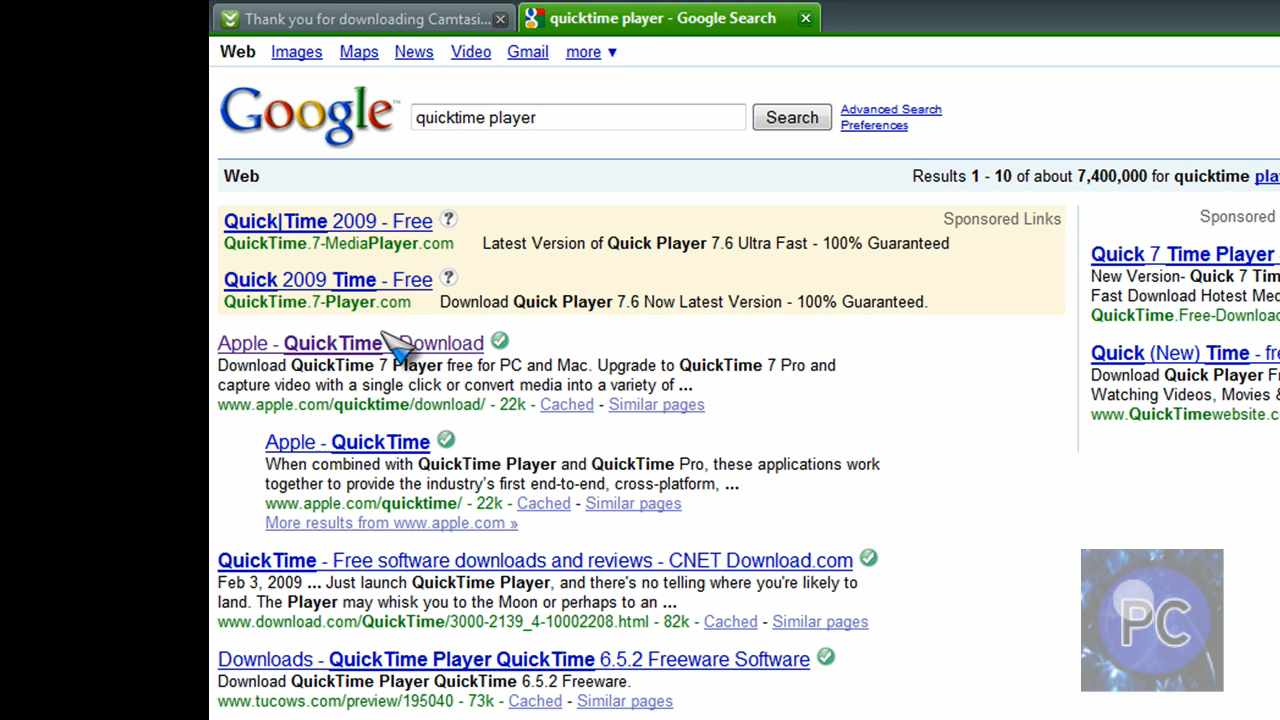 Thank you for downloading Camtasi...
quicktime player - Google Search
Web Images Maps News Video Gmail more ▼
Google™
quicktime player
Search
Advanced Search
Preferences
Web
Results 1 - 10 of about 7,400,000 for quicktime
Quick|Time 2009 - Free ?
Sponsored Links
QuickTime.7-MediaPlayer.com Latest Version of Quick Player 7.6 Ultra Fast - 100% Guaranteed
Quick 2009 Time - Free ?
QuickTime.7-Player.com Download Quick Player 7.6 Now Latest Version - 100% Guaranteed.
Apple - QuickTime - Download
Download QuickTime 7 Player free for PC and Mac. Upgrade to QuickTime 7 Pro and
capture video with a single click or convert media into a variety of ...
www.apple.com/quicktime/download/ - 22k - Cached - Similar pages
Apple - QuickTime
When combined with QuickTime Player and QuickTime Pro, these applications work
together to provide the industry's first end-to-end, cross-platform, ...
www.apple.com/quicktime/ - 22k - Cached - Similar pages
More results from www.apple.com »
QuickTime - Free software downloads and reviews - CNET Download.com
Feb 3, 2009 ... Just launch QuickTime Player, and there's no telling where you're likely to
land. The Player may whisk you to the Moon or perhaps to an ...
www.download.com/QuickTime/3000-2139_4-10002208.html - 82k - Cached - Similar pages
Downloads - QuickTime Player QuickTime 6.5.2 Freeware Software
Download QuickTime Player QuickTime 6.5.2 Freeware.
www.tucows.com/preview/195040 - 73k - Cached - Similar pages
Sponsored
Quick 7 Time Player
New Version- Quick 7 Tim
Fast Download Hotest Med
QuickTime.Free-Download
Quick (New) Time - fre
Download Quick Player F
Watching Videos, Movies &
www.QuickTimewebsite.c
PC